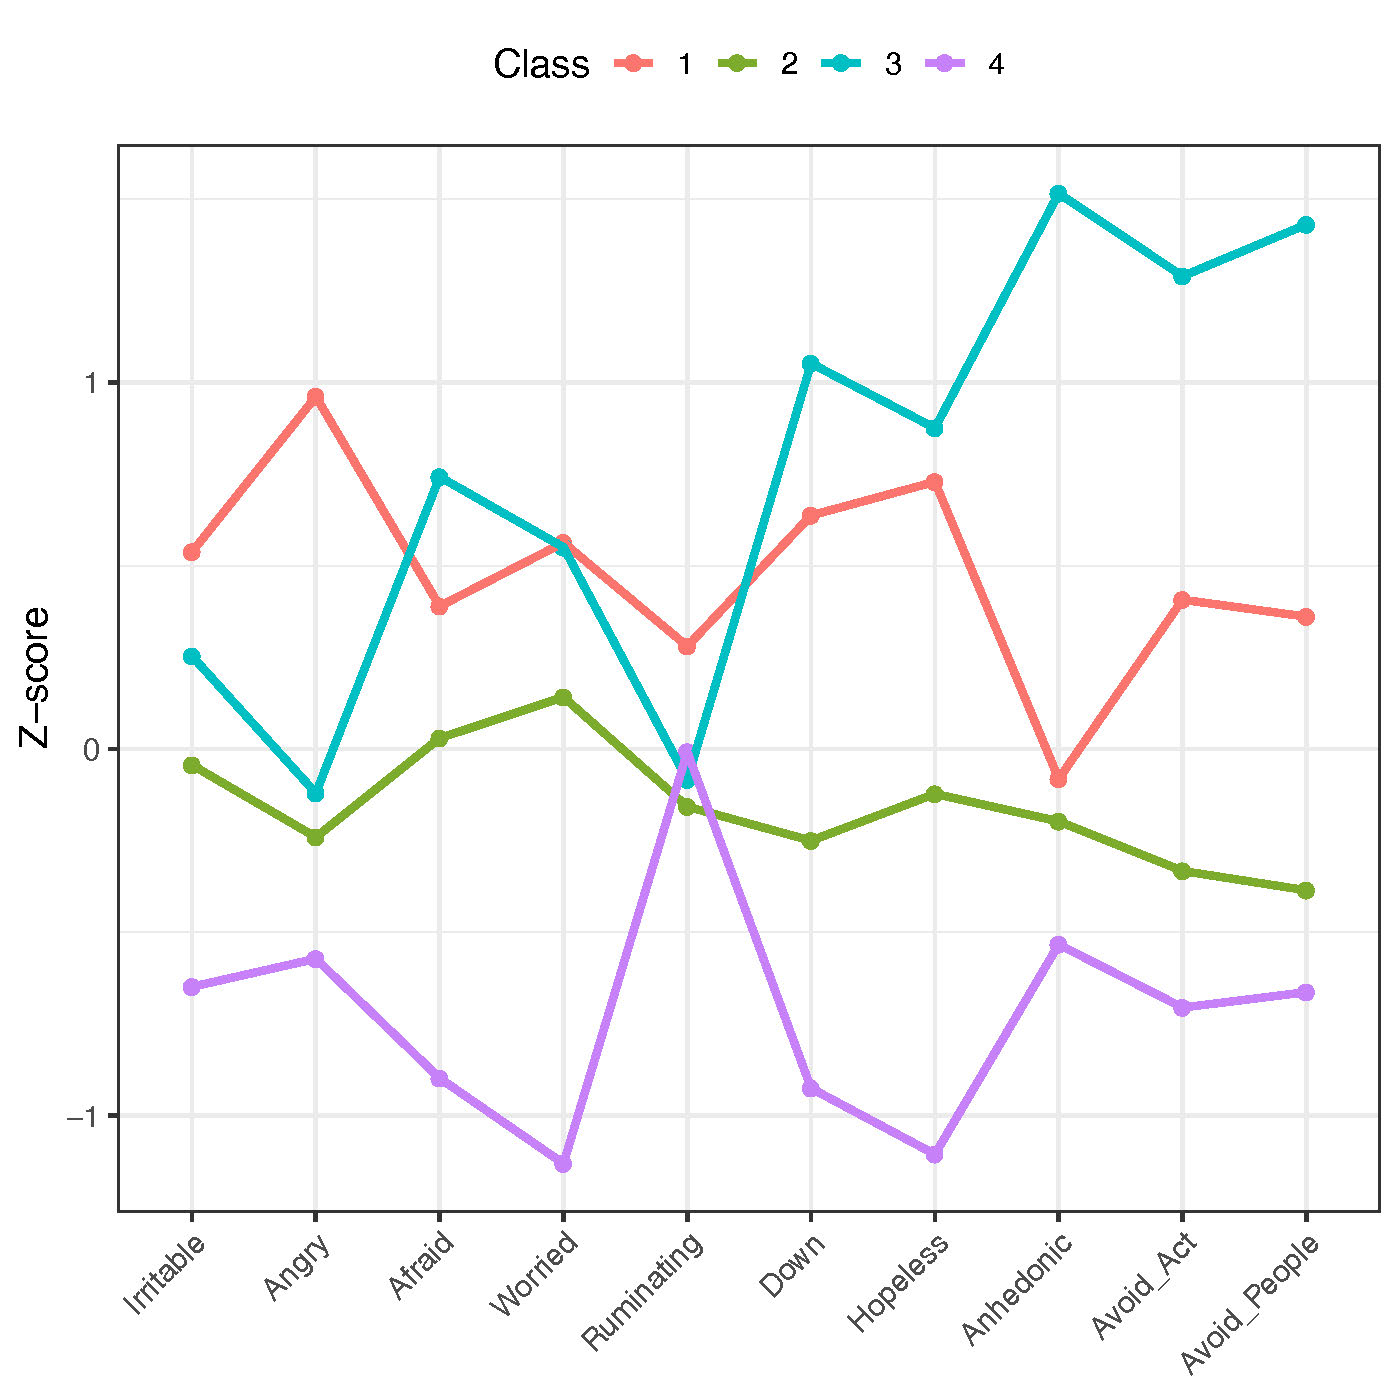 Class 1 2 3 4
Z−score
1
0
−1
Irritable
Angry
Afraid
Worried
Ruminating
Down
Hopeless
Anhedonic
Avoid_Act
Avoid_People